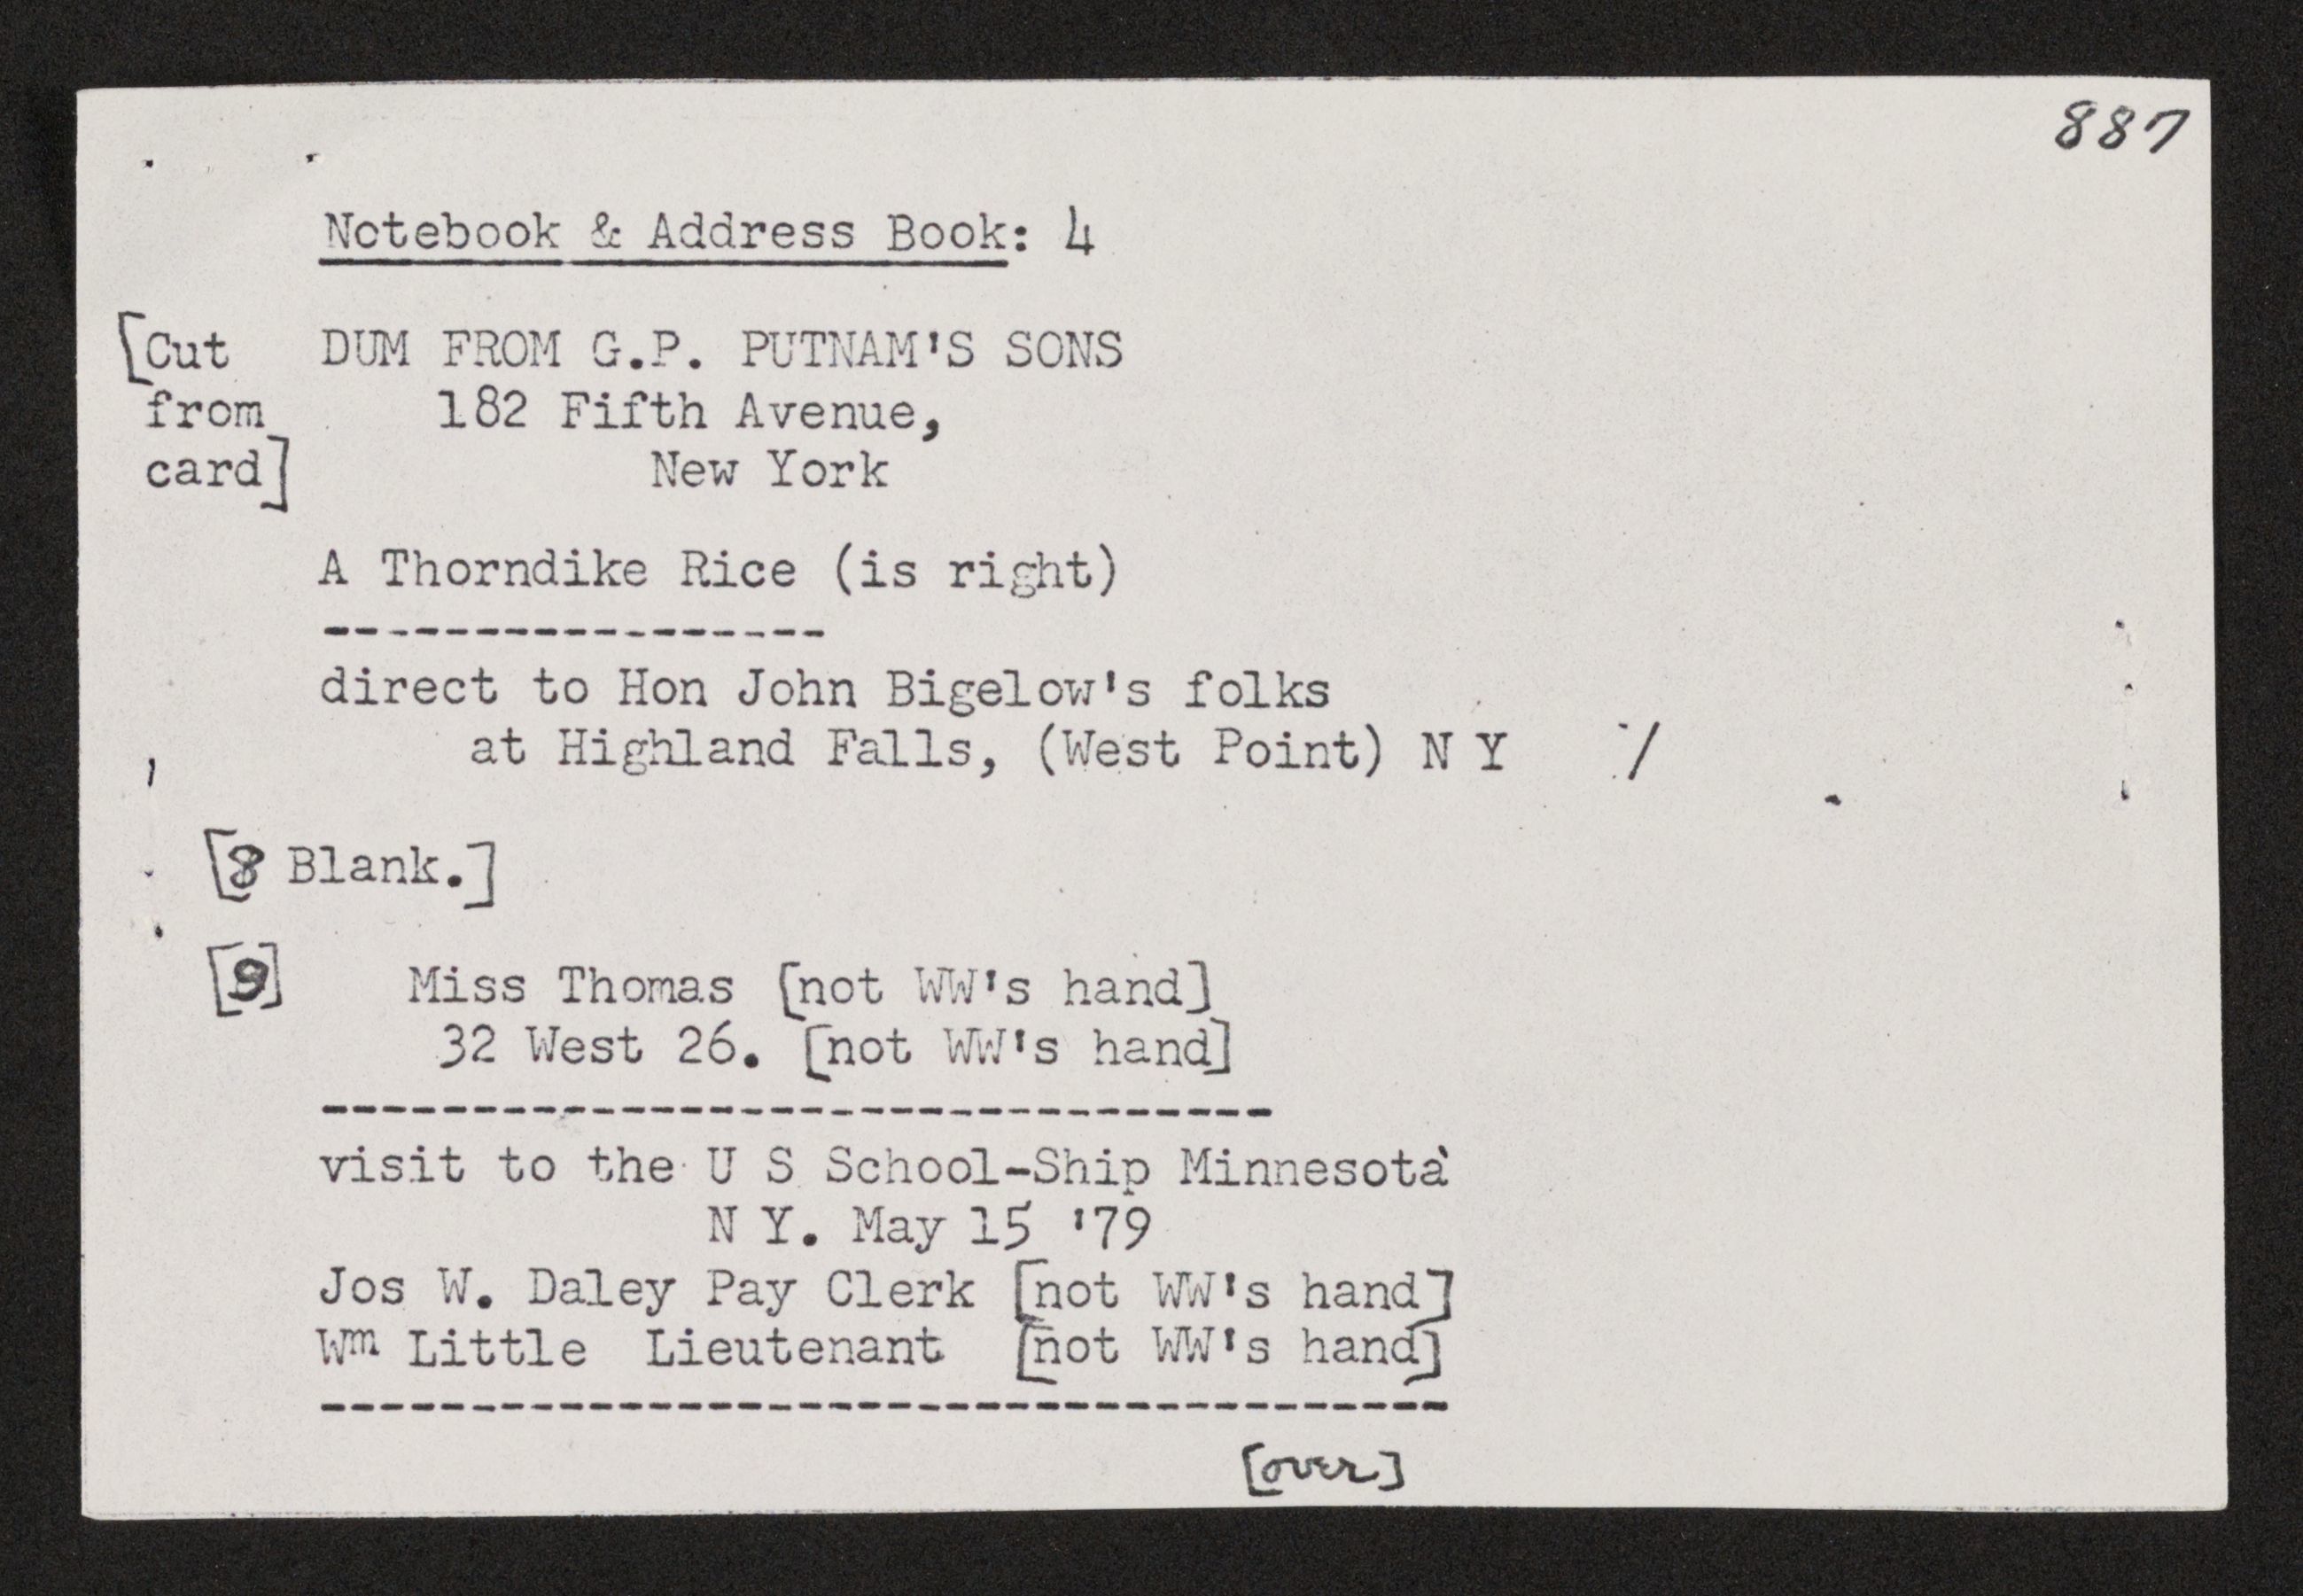 887
Notebook & Address Book: 4
[Cut DUM FROM G.P. PUTNAM'S SONS
from 182 Fifth Avenue,
card] New York
A Thorndike Rice (is right)
-----------------
direct to Hon John Bigelow's folks
at Highland Falls, (West Point) N Y /
[8 Blank.]
[9] Miss Thomas [not WW's hand]
32 West 26. [not WW's hand]
--------------------------------
visit to the U S School-Ship Minnesota
N Y. May 15 '79
Jos W. Daley Pay Clerk [not WW's hand]
Wm Little Lieutenant [not WW's hand]
--------------------------------------
[over]